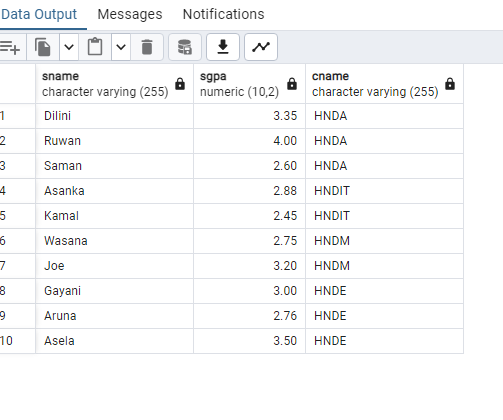 Data Output Messages Notifications
sname sgpa cname
character varying (255) numeric (10,2) character varying (255)
1 Dilini 3.35 HNDA
2 Ruwan 4.00 HNDA
3 Saman 2.60 HNDA
4 Asanka 2.88 HNDIT
5 Kamal 2.45 HNDIT
6 Wasana 2.75 HNDM
7 Joe 3.20 HNDM
8 Gayani 3.00 HNDE
9 Aruna 2.76 HNDE
10 Asela 3.50 HNDE